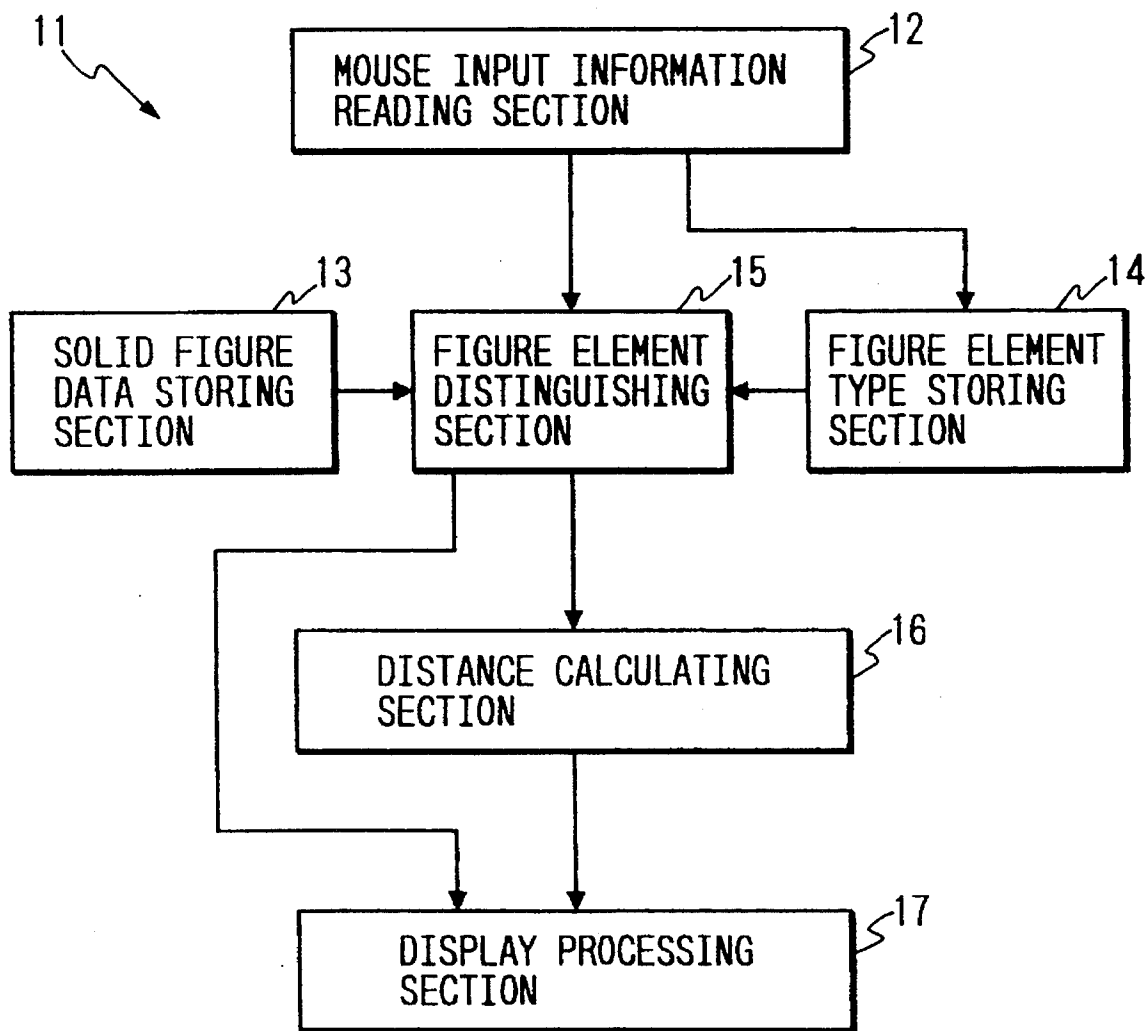 11
12
MOUSE INPUT INFORMATION
READING SECTION
13
SOLID FIGURE
DATA STORING
SECTION
15
FIGURE ELEMENT
DISTINGUISHING
SECTION
14
FIGURE ELEMENT
TYPE STORING
SECTION
16
DISTANCE CALCULATING
SECTION
17
DISPLAY PROCESSING
SECTION